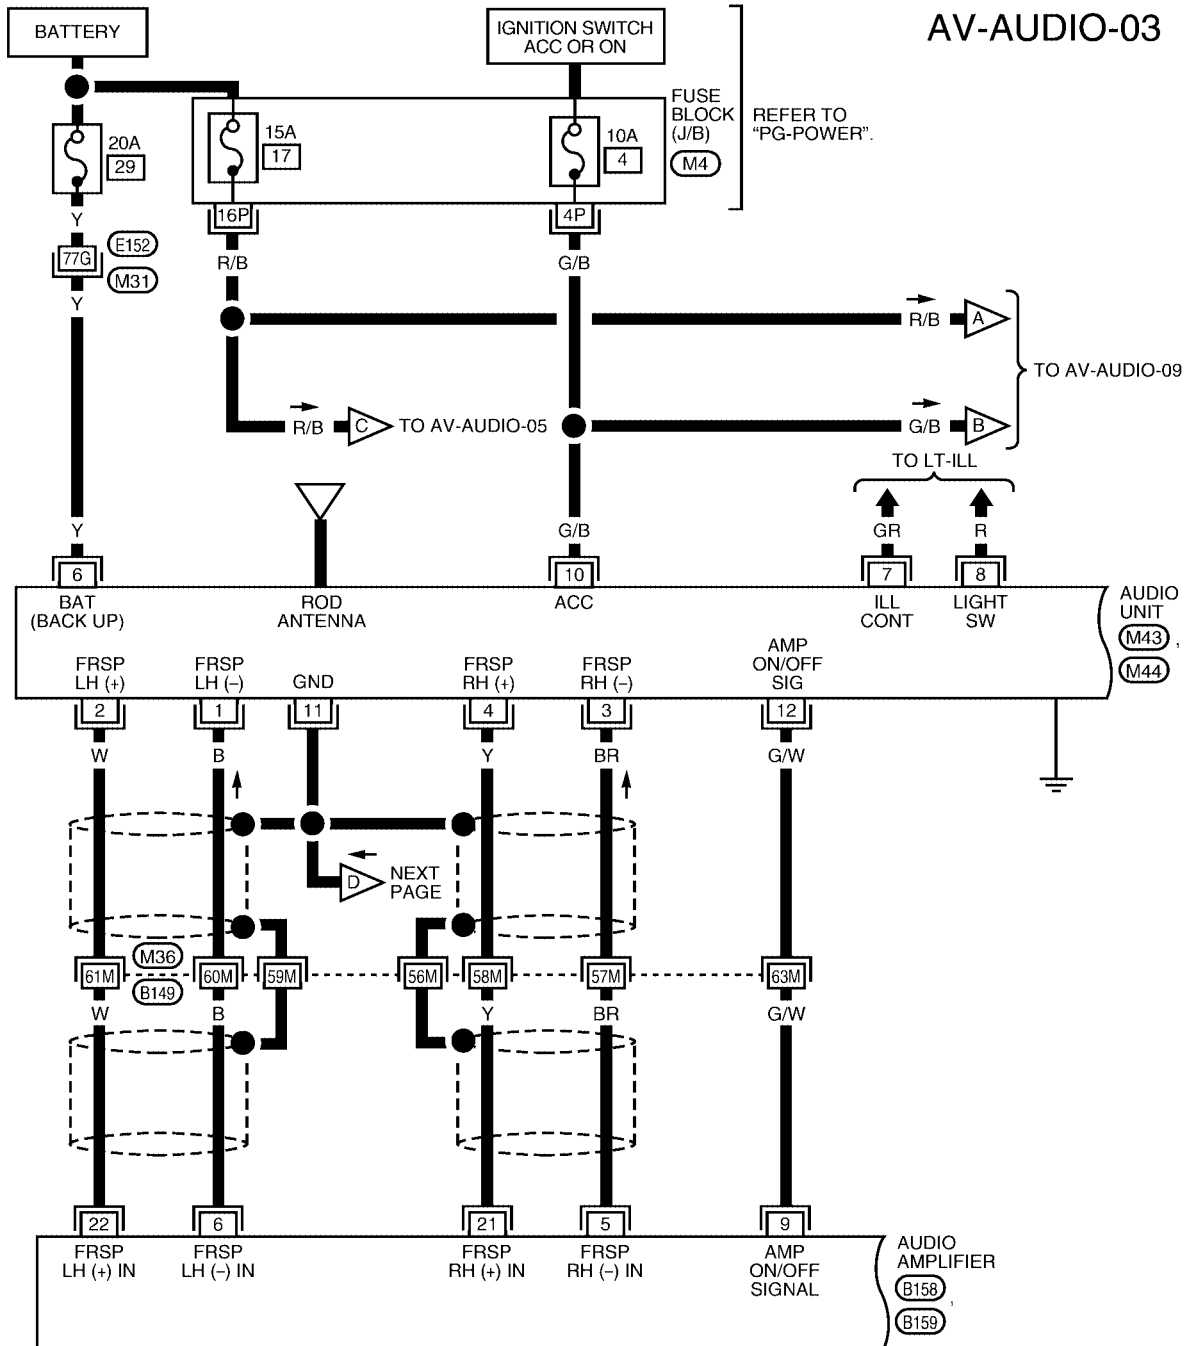 AV-AUDIO-03
BATTERY
IGNITION SWITCH
ACC OR ON
FUSE
BLOCK
(J/B)
M4
REFER TO
"PG-POWER".
20A
29
15A
17
10A
4
16P
4P
Y
77G
E152
M31
R/B
G/B
Y
R/B
A
TO AV-AUDIO-09
R/B
C
TO AV-AUDIO-05
G/B
B
TO LT-ILL
Y
G/B
GR
R
6
10
7
8
BAT
(BACK UP)
ROD
ANTENNA
ACC
ILL
CONT
LIGHT
SW
AUDIO
UNIT
M43 ,
M44
FRSP
LH (+)
FRSP
LH (–)
GND
FRSP
RH (+)
FRSP
RH (–)
AMP
ON/OFF
SIG
2
1
11
4
3
12
W
B
Y
BR
G/W
D
NEXT
PAGE
M36
61M
60M
59M
56M
58M
57M
63M
B149
W
B
Y
BR
G/W
22
6
21
5
9
FRSP
LH (+) IN
FRSP
LH (–) IN
FRSP
RH (+) IN
FRSP
RH (–) IN
AMP
ON/OFF
SIGNAL
AUDIO
AMPLIFIER
B158 ,
B159